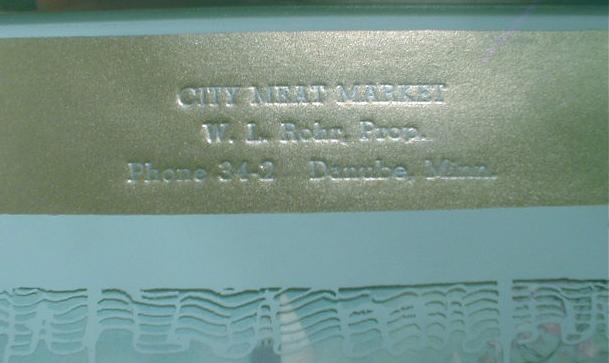 CITY MEAT MARKET
W. L. Rohr, Prop.
Phone 34-2 Danube, Minn.